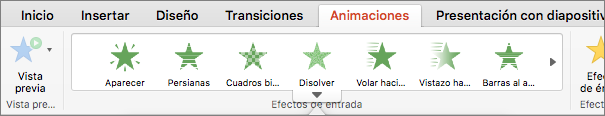 Inicio Insertar Diseño Transiciones Animaciones Presentación con diapositiv
Vista previa
Aparecer Persianas Cuadros bi... Disolver Volar haci... Vistazo ha... Barras al a...
Efec de én
Vista pre... Efectos de entrada